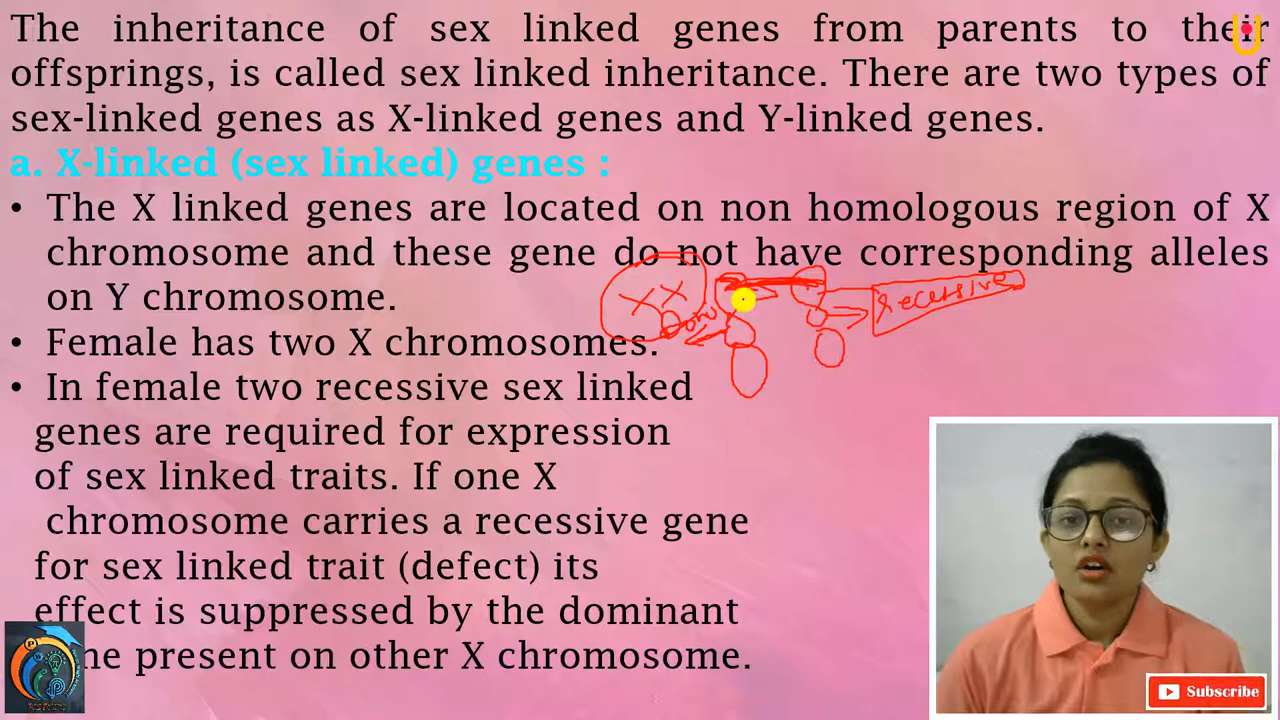 The inheritance of sex linked genes from parents to their
offsprings, is called sex linked inheritance. There are two types of
sex-linked genes as X-linked genes and Y-linked genes.
a. X-linked (sex linked) genes :
• The X linked genes are located on non homologous region of X
chromosome and these gene do not have corresponding alleles
on Y chromosome.
XX
recessive
• Female has two X chromosomes.
• In female two recessive sex linked
genes are required for expression
of sex linked traits. If one X
chromosome carries a recessive gene
for sex linked trait (defect) its
effect is suppressed by the dominant
present on other X chromosome.
Subscribe